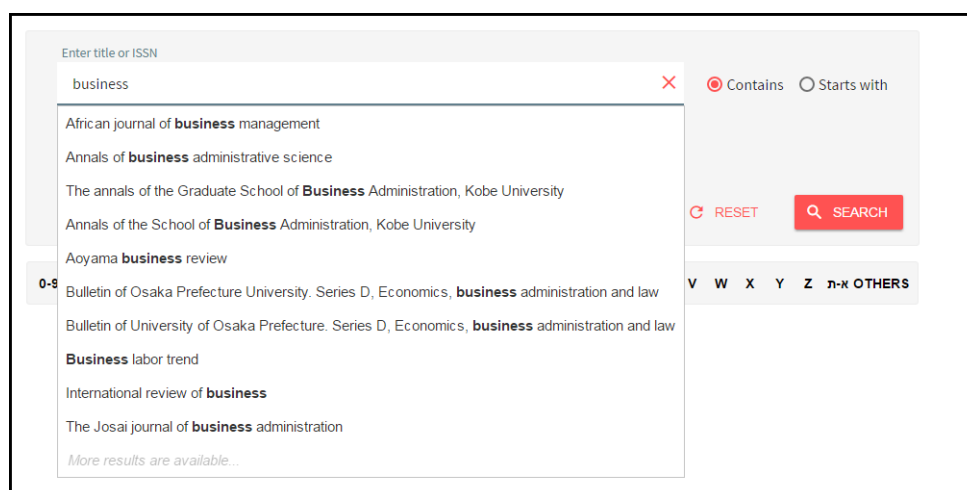 Enter title or ISSN
business
Contains Starts with
African journal of business management
Annals of business administrative science
The annals of the Graduate School of Business Administration, Kobe University
Annals of the School of Business Administration, Kobe University
RESET SEARCH
Aoyama business review
0-9 V W X Y Z א-ת OTHERS
Bulletin of Osaka Prefecture University. Series D, Economics, business administration and law
Bulletin of University of Osaka Prefecture. Series D, Economics, business administration and law
Business labor trend
International review of business
The Josai journal of business administration
More results are available...